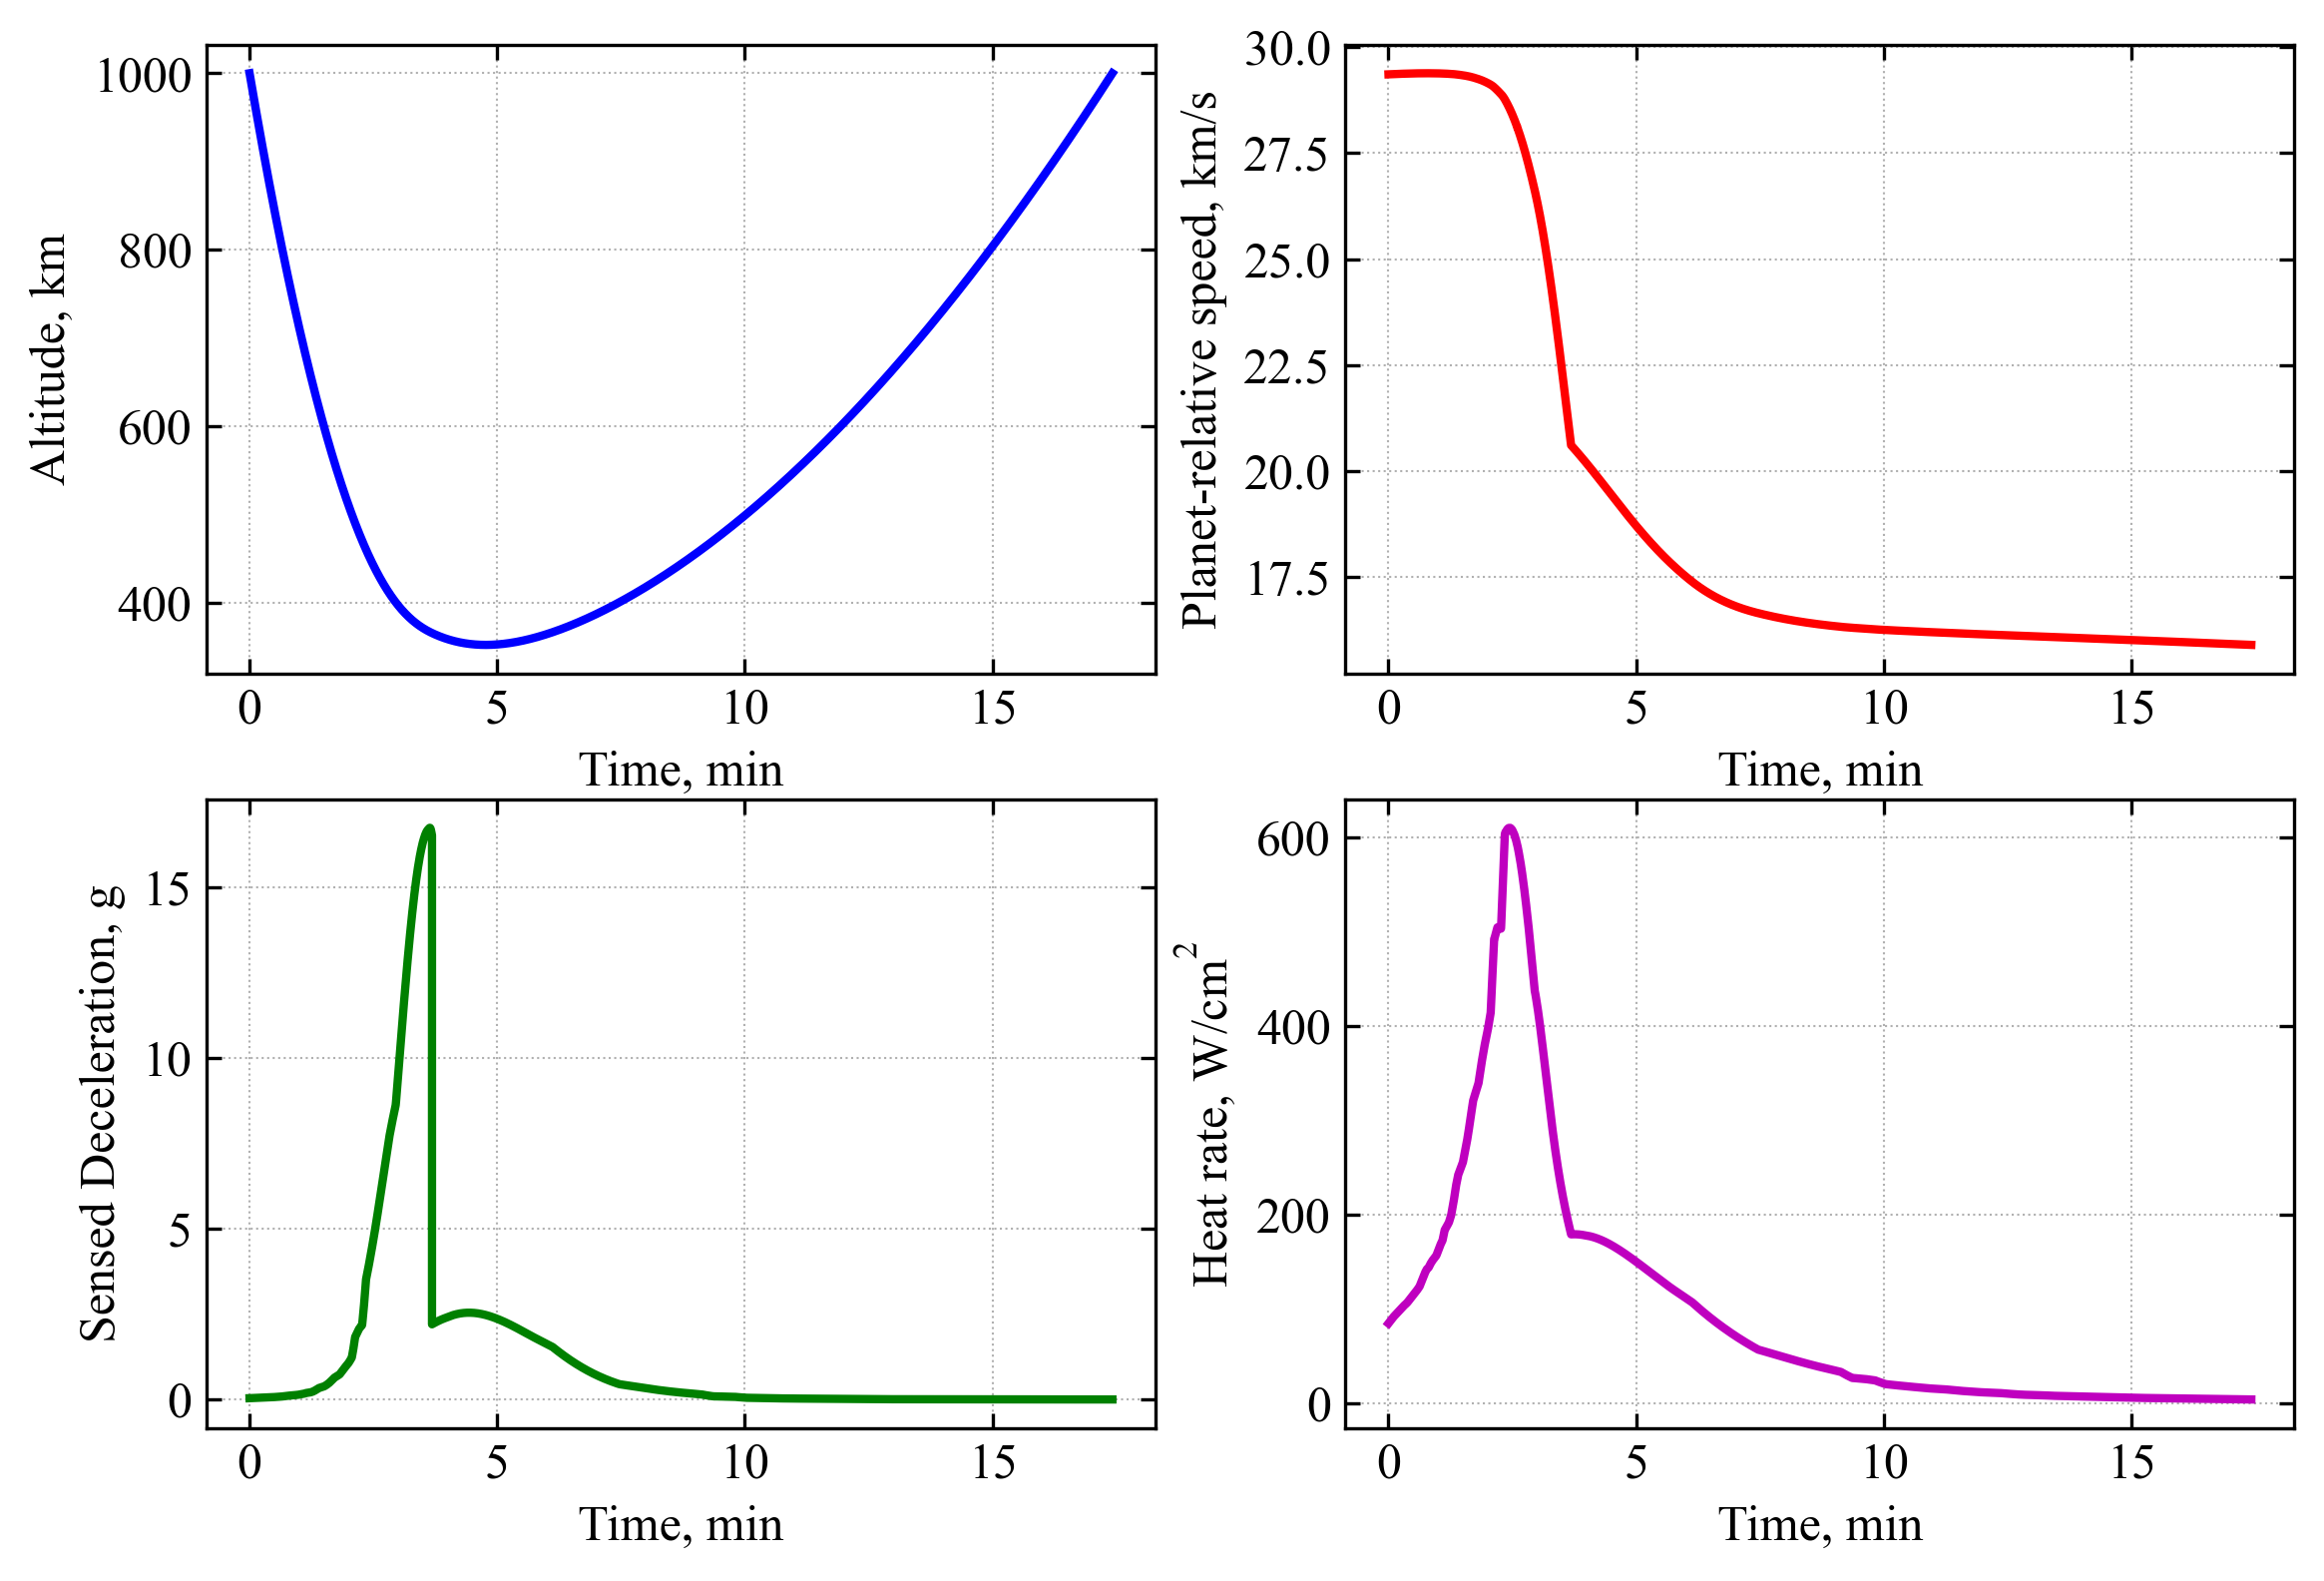 1000
800
600
400
Altitude, km
0 5 10 15
Time, min
30.0
27.5
25.0
22.5
20.0
17.5
Planet-relative speed, km/s
0 5 10 15
Time, min
15
10
5
0
Sensed Deceleration, g
0 5 10 15
Time, min
600
400
200
0
Heat rate, W/cm²
0 5 10 15
Time, min